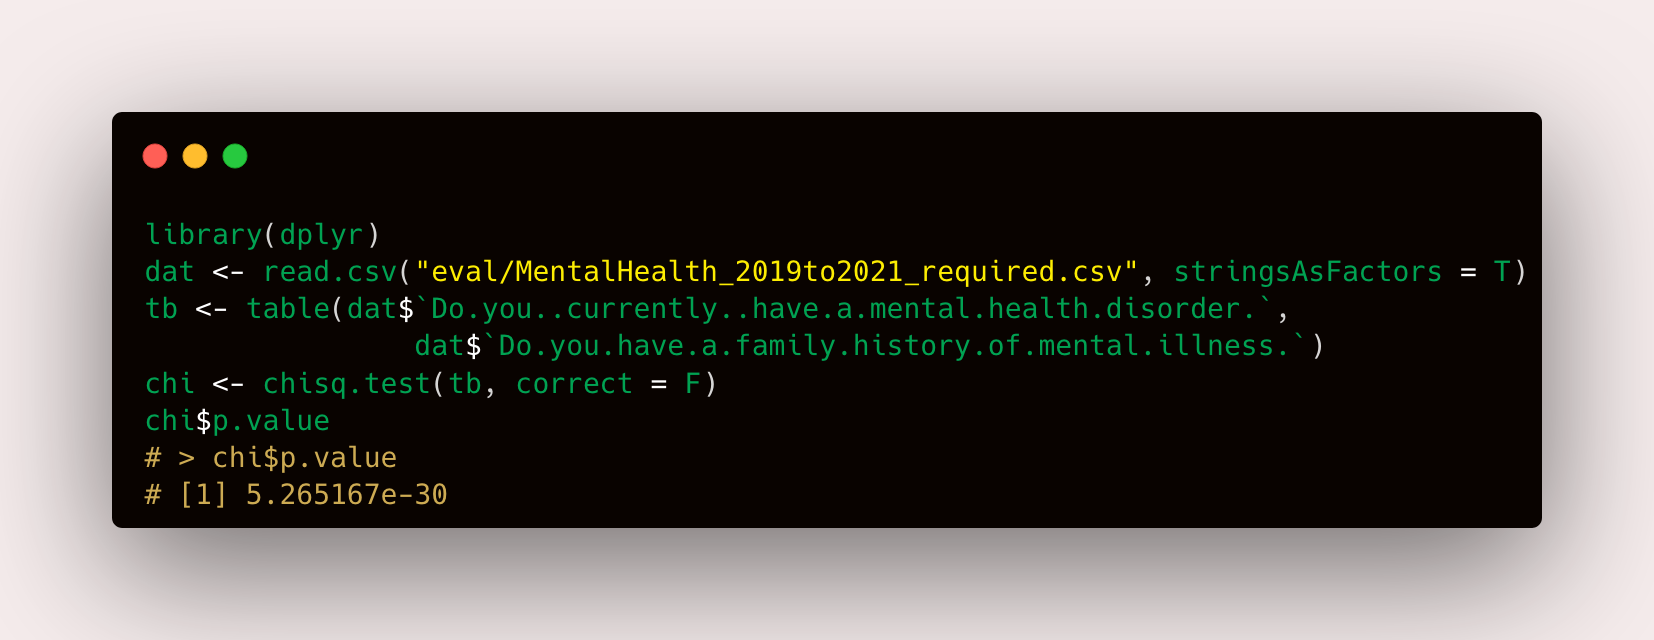 library(dplyr)
dat <- read.csv("eval/MentalHealth_2019to2021_required.csv", stringsAsFactors = T)
tb <- table(dat$`Do.you..currently..have.a.mental.health.disorder.`,
                dat$`Do.you.have.a.family.history.of.mental.illness.`)
chi <- chisq.test(tb, correct = F)
chi$p.value
# > chi$p.value
# [1] 5.265167e-30